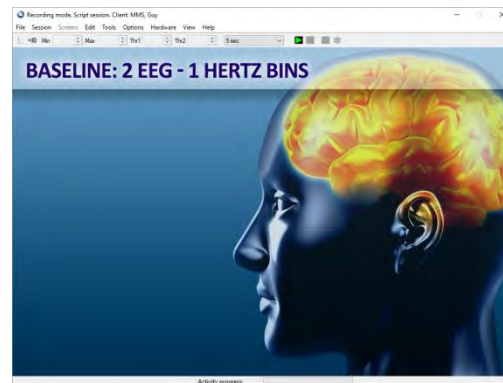 Recording mode. Script session. Client: MMS, Guy
File Session Screens Edit Tools Options Hardware View Help
Min Max Thr1 Thr2 5 sec
BASELINE: 2 EEG - 1 HERTZ BINS
Activity progress: